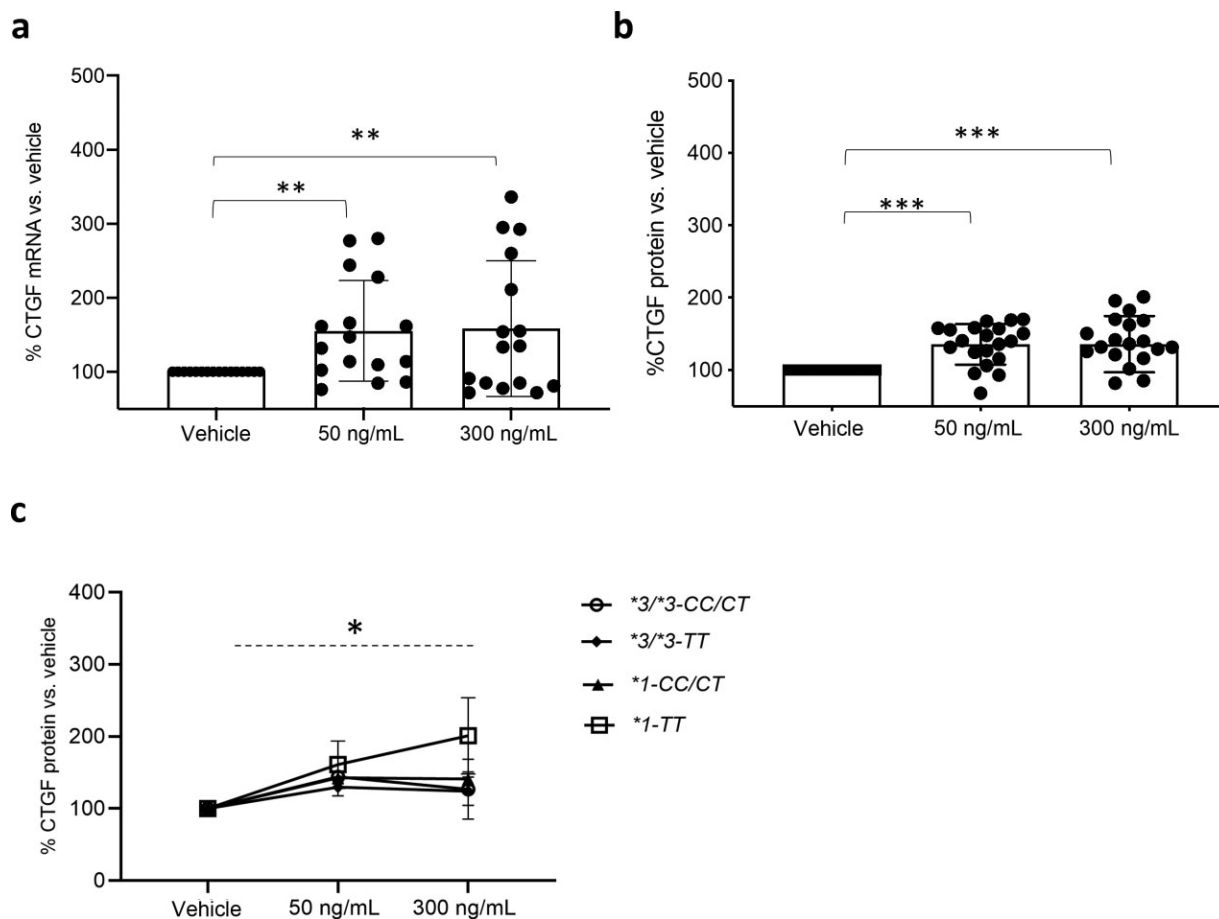 a
% CTGF mRNA vs. vehicle
500
400
300
200
100
**
**
Vehicle
50 ng/mL
300 ng/mL
b
%CTGF protein vs. vehicle
500
400
300
200
100
***
***
Vehicle
50 ng/mL
300 ng/mL
c
% CTGF protein vs. vehicle
400
300
200
100
0
*
Vehicle
50 ng/mL
300 ng/mL
*3/*3-CC/CT
*3/*3-TT
*1-CC/CT
*1-TT